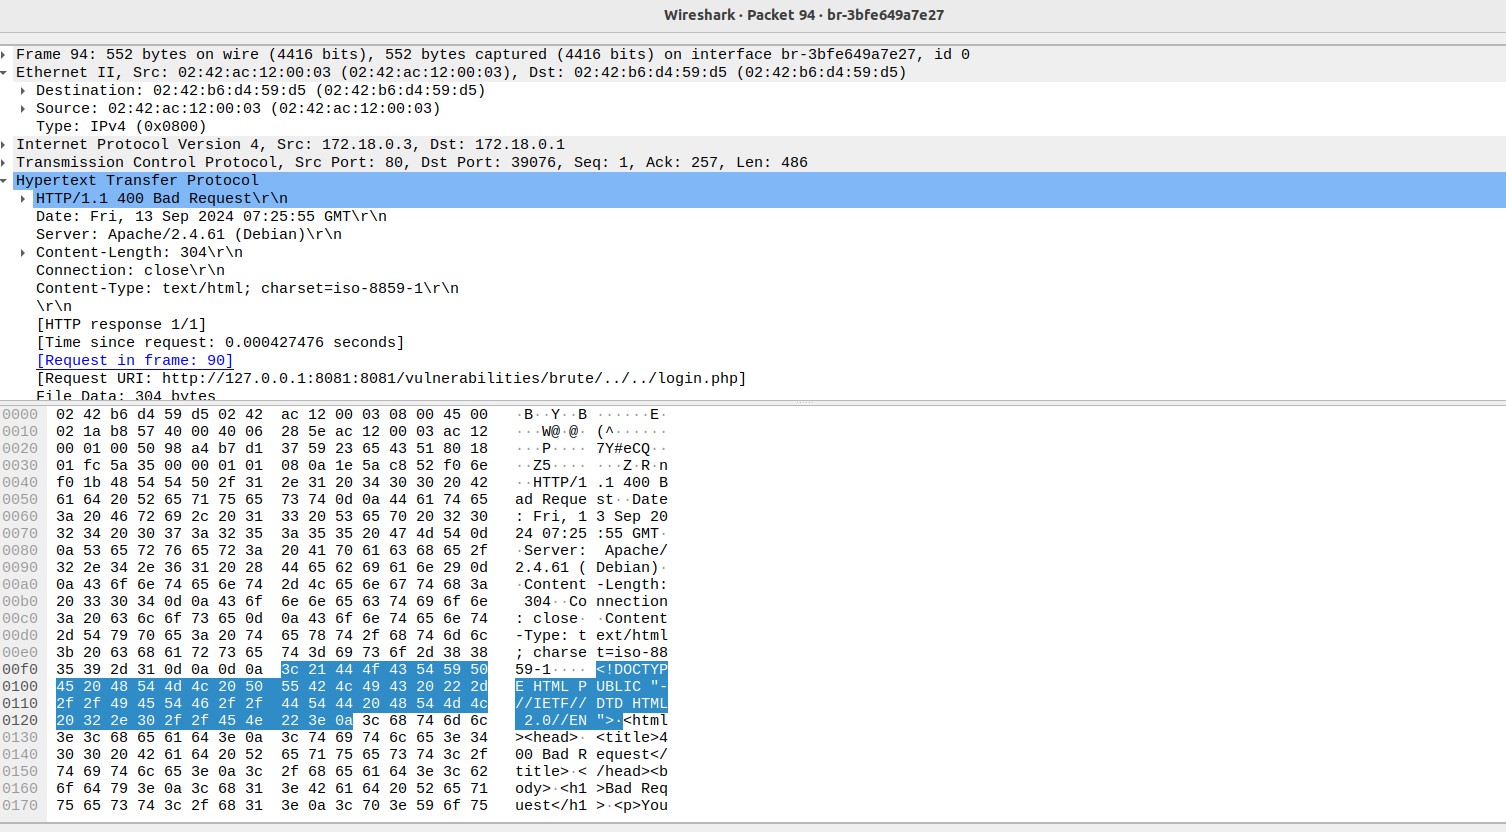 Wireshark · Packet 94 · br-3bfe649a7e27
Frame 94: 552 bytes on wire (4416 bits), 552 bytes captured (4416 bits) on interface br-3bfe649a7e27, id 0
Ethernet II, Src: 02:42:ac:12:00:03 (02:42:ac:12:00:03), Dst: 02:42:b6:d4:59:d5 (02:42:b6:d4:59:d5)
Destination: 02:42:b6:d4:59:d5 (02:42:b6:d4:59:d5)
Source: 02:42:ac:12:00:03 (02:42:ac:12:00:03)
Type: IPv4 (0x0800)
Internet Protocol Version 4, Src: 172.18.0.3, Dst: 172.18.0.1
Transmission Control Protocol, Src Port: 80, Dst Port: 39076, Seq: 1, Ack: 257, Len: 486
Hypertext Transfer Protocol
HTTP/1.1 400 Bad Request\r\n
Date: Fri, 13 Sep 2024 07:25:55 GMT\r\n
Server: Apache/2.4.61 (Debian)\r\n
Content-Length: 304\r\n
Connection: close\r\n
Content-Type: text/html; charset=iso-8859-1\r\n
\r\n
[HTTP response 1/1]
[Time since request: 0.000427476 seconds]
[Request in frame: 90]
[Request URI: http://127.0.0.1:8081:8081/vulnerabilities/brute/../../login.php]
File Data: 304 bytes
0000 02 42 b6 d4 59 d5 02 42 ac 12 00 03 08 00 45 00 ·B··Y··B ······E·
0010 02 1a b8 57 40 00 40 06 28 5e ac 12 00 03 ac 12 ···W@·@· (^······
0020 00 01 00 50 98 a4 b7 d1 37 59 23 65 43 51 80 18 ···P···· 7Y#eCQ··
0030 01 fc 5a 35 00 00 01 01 08 0a 1e 5a c8 52 f0 6e ··Z5···· ···Z·R·n
0040 f0 1b 48 54 54 50 2f 31 2e 31 20 34 30 30 20 42 ··HTTP/1 .1 400 B
0050 61 64 20 52 65 71 75 65 73 74 0d 0a 44 61 74 65 ad Reque st··Date
0060 3a 20 46 72 69 2c 20 31 33 20 53 65 70 20 32 30 : Fri, 1 3 Sep 20
0070 32 34 20 30 37 3a 32 35 3a 35 35 20 47 4d 54 0d 24 07:25 :55 GMT·
0080 0a 53 65 72 76 65 72 3a 20 41 70 61 63 68 65 2f ·Server: Apache/
0090 32 2e 34 2e 36 31 20 28 44 65 62 69 61 6e 29 0d 2.4.61 ( Debian)·
00a0 0a 43 6f 6e 74 65 6e 74 2d 4c 65 6e 67 74 68 3a ·Content -Length:
00b0 20 33 30 34 0d 0a 43 6f 6e 6e 65 63 74 69 6f 6e 304··Co nnection
00c0 3a 20 63 6c 6f 73 65 0d 0a 43 6f 6e 74 65 6e 74 : close· ·Content
00d0 2d 54 79 70 65 3a 20 74 65 78 74 2f 68 74 6d 6c -Type: t ext/html
00e0 3b 20 63 68 61 72 73 65 74 3d 69 73 6f 2d 38 38 ; charse t=iso-88
00f0 35 39 2d 31 0d 0a 0d 0a 3c 21 44 4f 43 54 59 50 59-1···· <!DOCTYP
0100 45 20 48 54 4d 4c 20 50 55 42 4c 49 43 20 22 2d E HTML P UBLIC "-
0110 2f 2f 49 45 54 46 2f 2f 44 54 44 20 48 54 4d 4c //IETF// DTD HTML
0120 20 32 2e 30 2f 2f 45 4e 22 3e 0a 3c 68 74 6d 6c 2.0//EN ">·<html
0130 3e 3c 68 65 61 64 3e 0a 3c 74 69 74 6c 65 3e 34 ><head>· <title>4
0140 30 30 20 42 61 64 20 52 65 71 75 65 73 74 3c 2f 00 Bad R equest</
0150 74 69 74 6c 65 3e 0a 3c 2f 68 65 61 64 3e 3c 62 title>·< /head><b
0160 6f 64 79 3e 0a 3c 68 31 3e 42 61 64 20 52 65 71 ody>·<h1 >Bad Req
0170 75 65 73 74 3c 2f 68 31 3e 0a 3c 70 3e 59 6f 75 uest</h1 >·<p>You